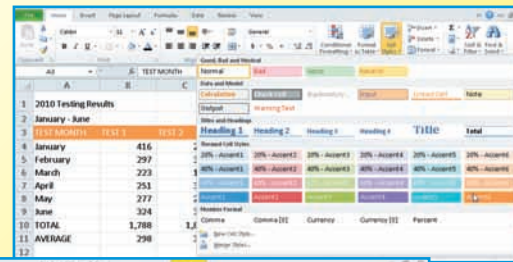 Home Insert Page Layout Formulas Data Review View
Calibri
General
Conditional Formatting Format as Table Cell Styles
Insert
Delete
Format
Sort & Filter Find & Select
A3 TEST MONTH
Good, Bad and Neutral
Normal Bad Good Neutral
Data and Model
Calculation Check Cell Explanatory... Input Linked Cell Note
Output Warning Text
Titles and Headings
Heading 1 Heading 2 Heading 3 Heading 4 Title Total
Themed Cell Styles
20% - Accent1 20% - Accent2 20% - Accent3 20% - Accent4 20% - Accent5 20% - Accent6
40% - Accent1 40% - Accent2 40% - Accent3 40% - Accent4 40% - Accent5 40% - Accent6
Accent1 Accent2 Accent3 Accent4 Accent5
Number Format
Comma Comma [0] Currency Currency [0] Percent
New Cell Style...
Merge Styles...
A B C
1 2010 Testing Results
2 January - June
3 TEST MONTH TEST 1 TEST 2
4 January 416
5 February 297
6 March 223
7 April 251
8 May 277
9 June 324
10 TOTAL 1,788
11 AVERAGE 298
12